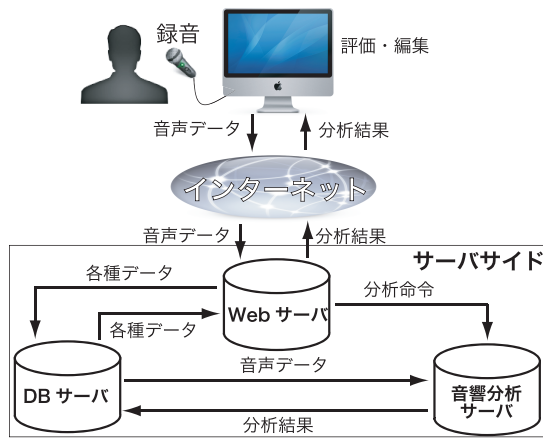 録音
評価・編集
音声データ
分析結果
インターネット
音声データ
分析結果
サーバサイド
各種データ
Web サーバ
分析命令
各種データ
DB サーバ
音声データ
音響分析
サーバ
分析結果